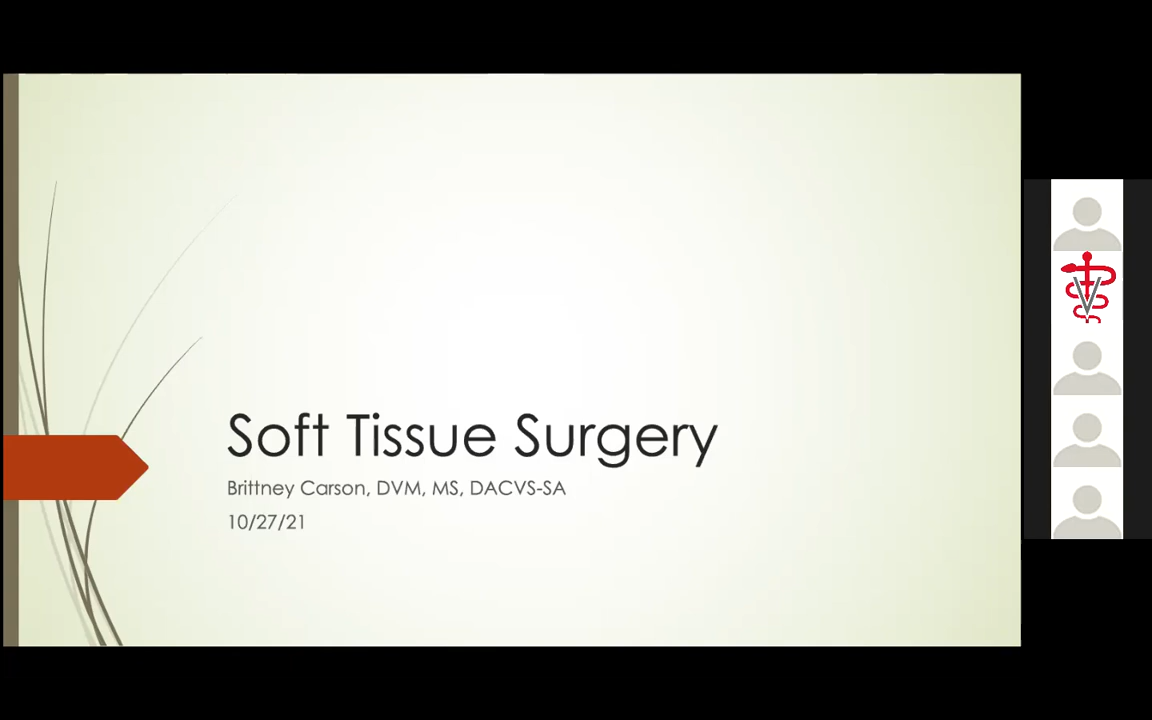 Soft Tissue Surgery
Brittney Carson, DVM, MS, DACVS-SA
10/27/21